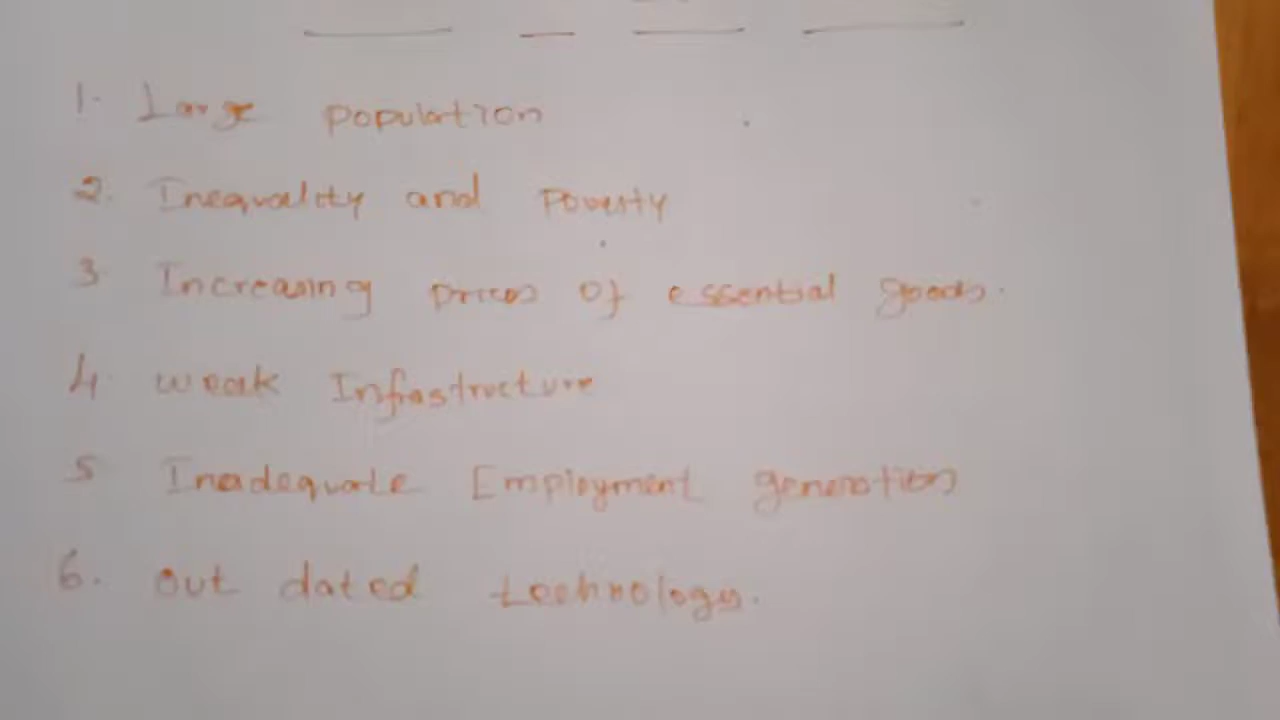 1. Large population
2. Inequality and Poverty
3 Increasing prices of essential goods.
4. weak Infrastructure
5 Inadequate Employment generation
6. Out dated technology.